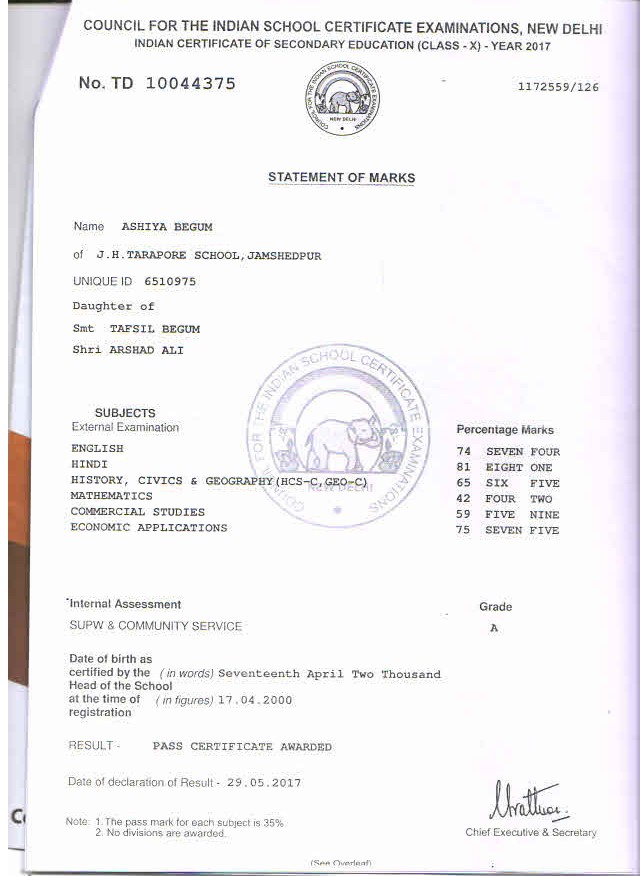 COUNCIL FOR THE INDIAN SCHOOL CERTIFICATE EXAMINATIONS, NEW DELHI
INDIAN CERTIFICATE OF SECONDARY EDUCATION (CLASS - X) - YEAR 2017
No. TD 10044375
1172559/126
COUNCIL FOR THE INDIAN SCHOOL CERTIFICATE EXAMINATIONS
NEW DELHI
STATEMENT OF MARKS
Name ASHIYA BEGUM
of J.H.TARAPORE SCHOOL,JAMSHEDPUR
UNIQUE ID 6510975
Daughter of
Smt TAFSIL BEGUM
Shri ARSHAD ALI
COUNCIL FOR THE INDIAN SCHOOL CERTIFICATE EXAMINATIONS
NEW DELHI
SUBJECTS
External Examination Percentage Marks
ENGLISH 74 SEVEN FOUR
HINDI 81 EIGHT ONE
HISTORY, CIVICS & GEOGRAPHY(HCS-C,GEO-C) 65 SIX FIVE
MATHEMATICS 42 FOUR TWO
COMMERCIAL STUDIES 59 FIVE NINE
ECONOMIC APPLICATIONS 75 SEVEN FIVE
Internal Assessment Grade
SUPW & COMMUNITY SERVICE A
Date of birth as
certified by the (in words) Seventeenth April Two Thousand
Head of the School
at the time of (in figures) 17.04.2000
registration
RESULT - PASS CERTIFICATE AWARDED
Date of declaration of Result - 29.05.2017
Note: 1. The pass mark for each subject is 35%
2. No divisions are awarded.
Chief Executive & Secretary
(See Overleaf)